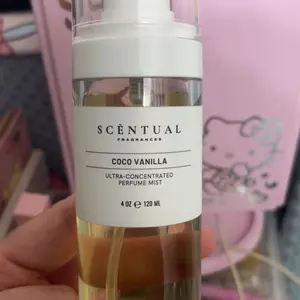 SCĒNTUAL
FRAGRANCES
COCO VANILLA
ULTRA-CONCENTRATED
PERFUME MIST
4 OZ ℮ 120 ML